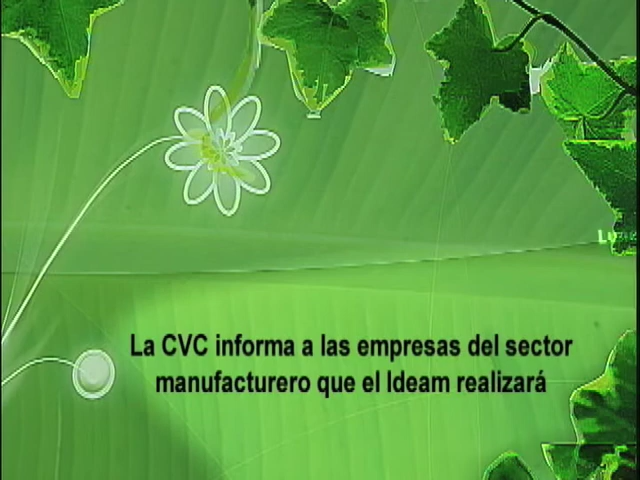 La CVC informa a las empresas del sector
manufacturero que el Ideam realizará